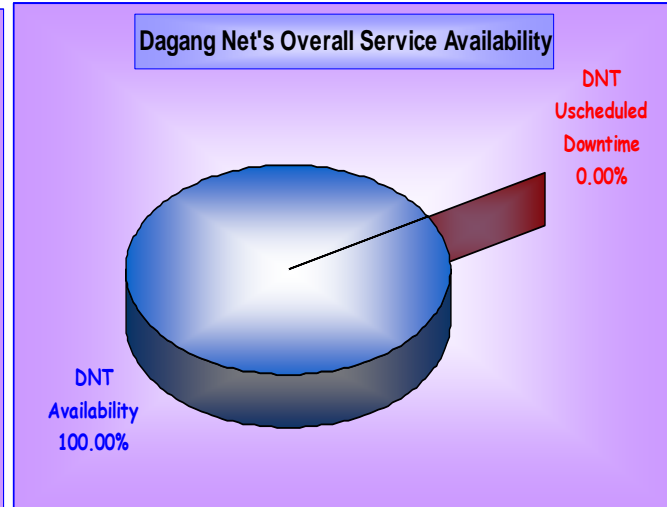 Dagang Net's Overall Service Availability
DNT
Uscheduled
Downtime
0.00%
DNT
Availability
100.00%